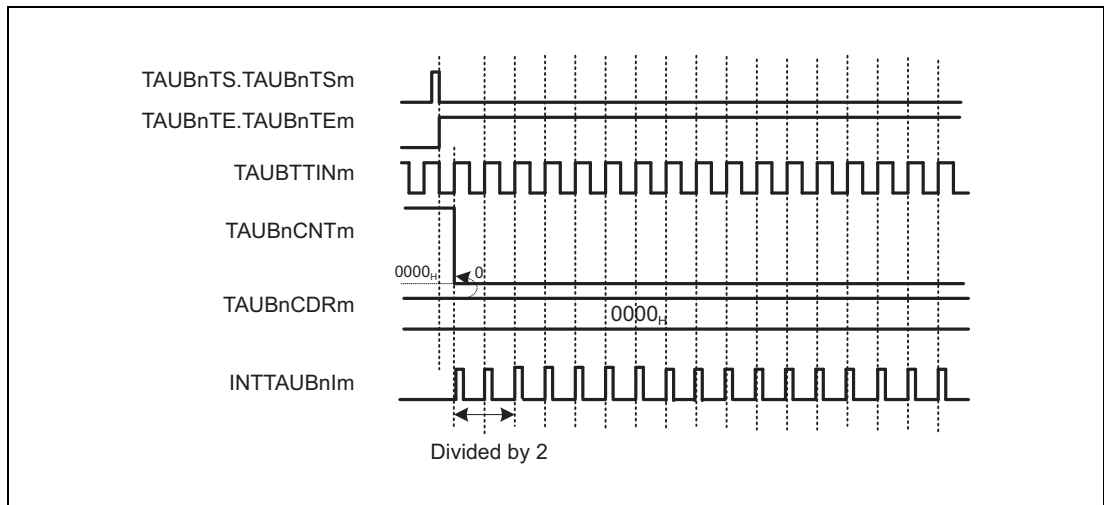 TAUBnTS.TAUBnTSm
TAUBnTE.TAUBnTEm
TAUBTTINm
TAUBnCNTm
0000H 0
TAUBnCDRm
0000H
INTTAUBnIm
Divided by 2